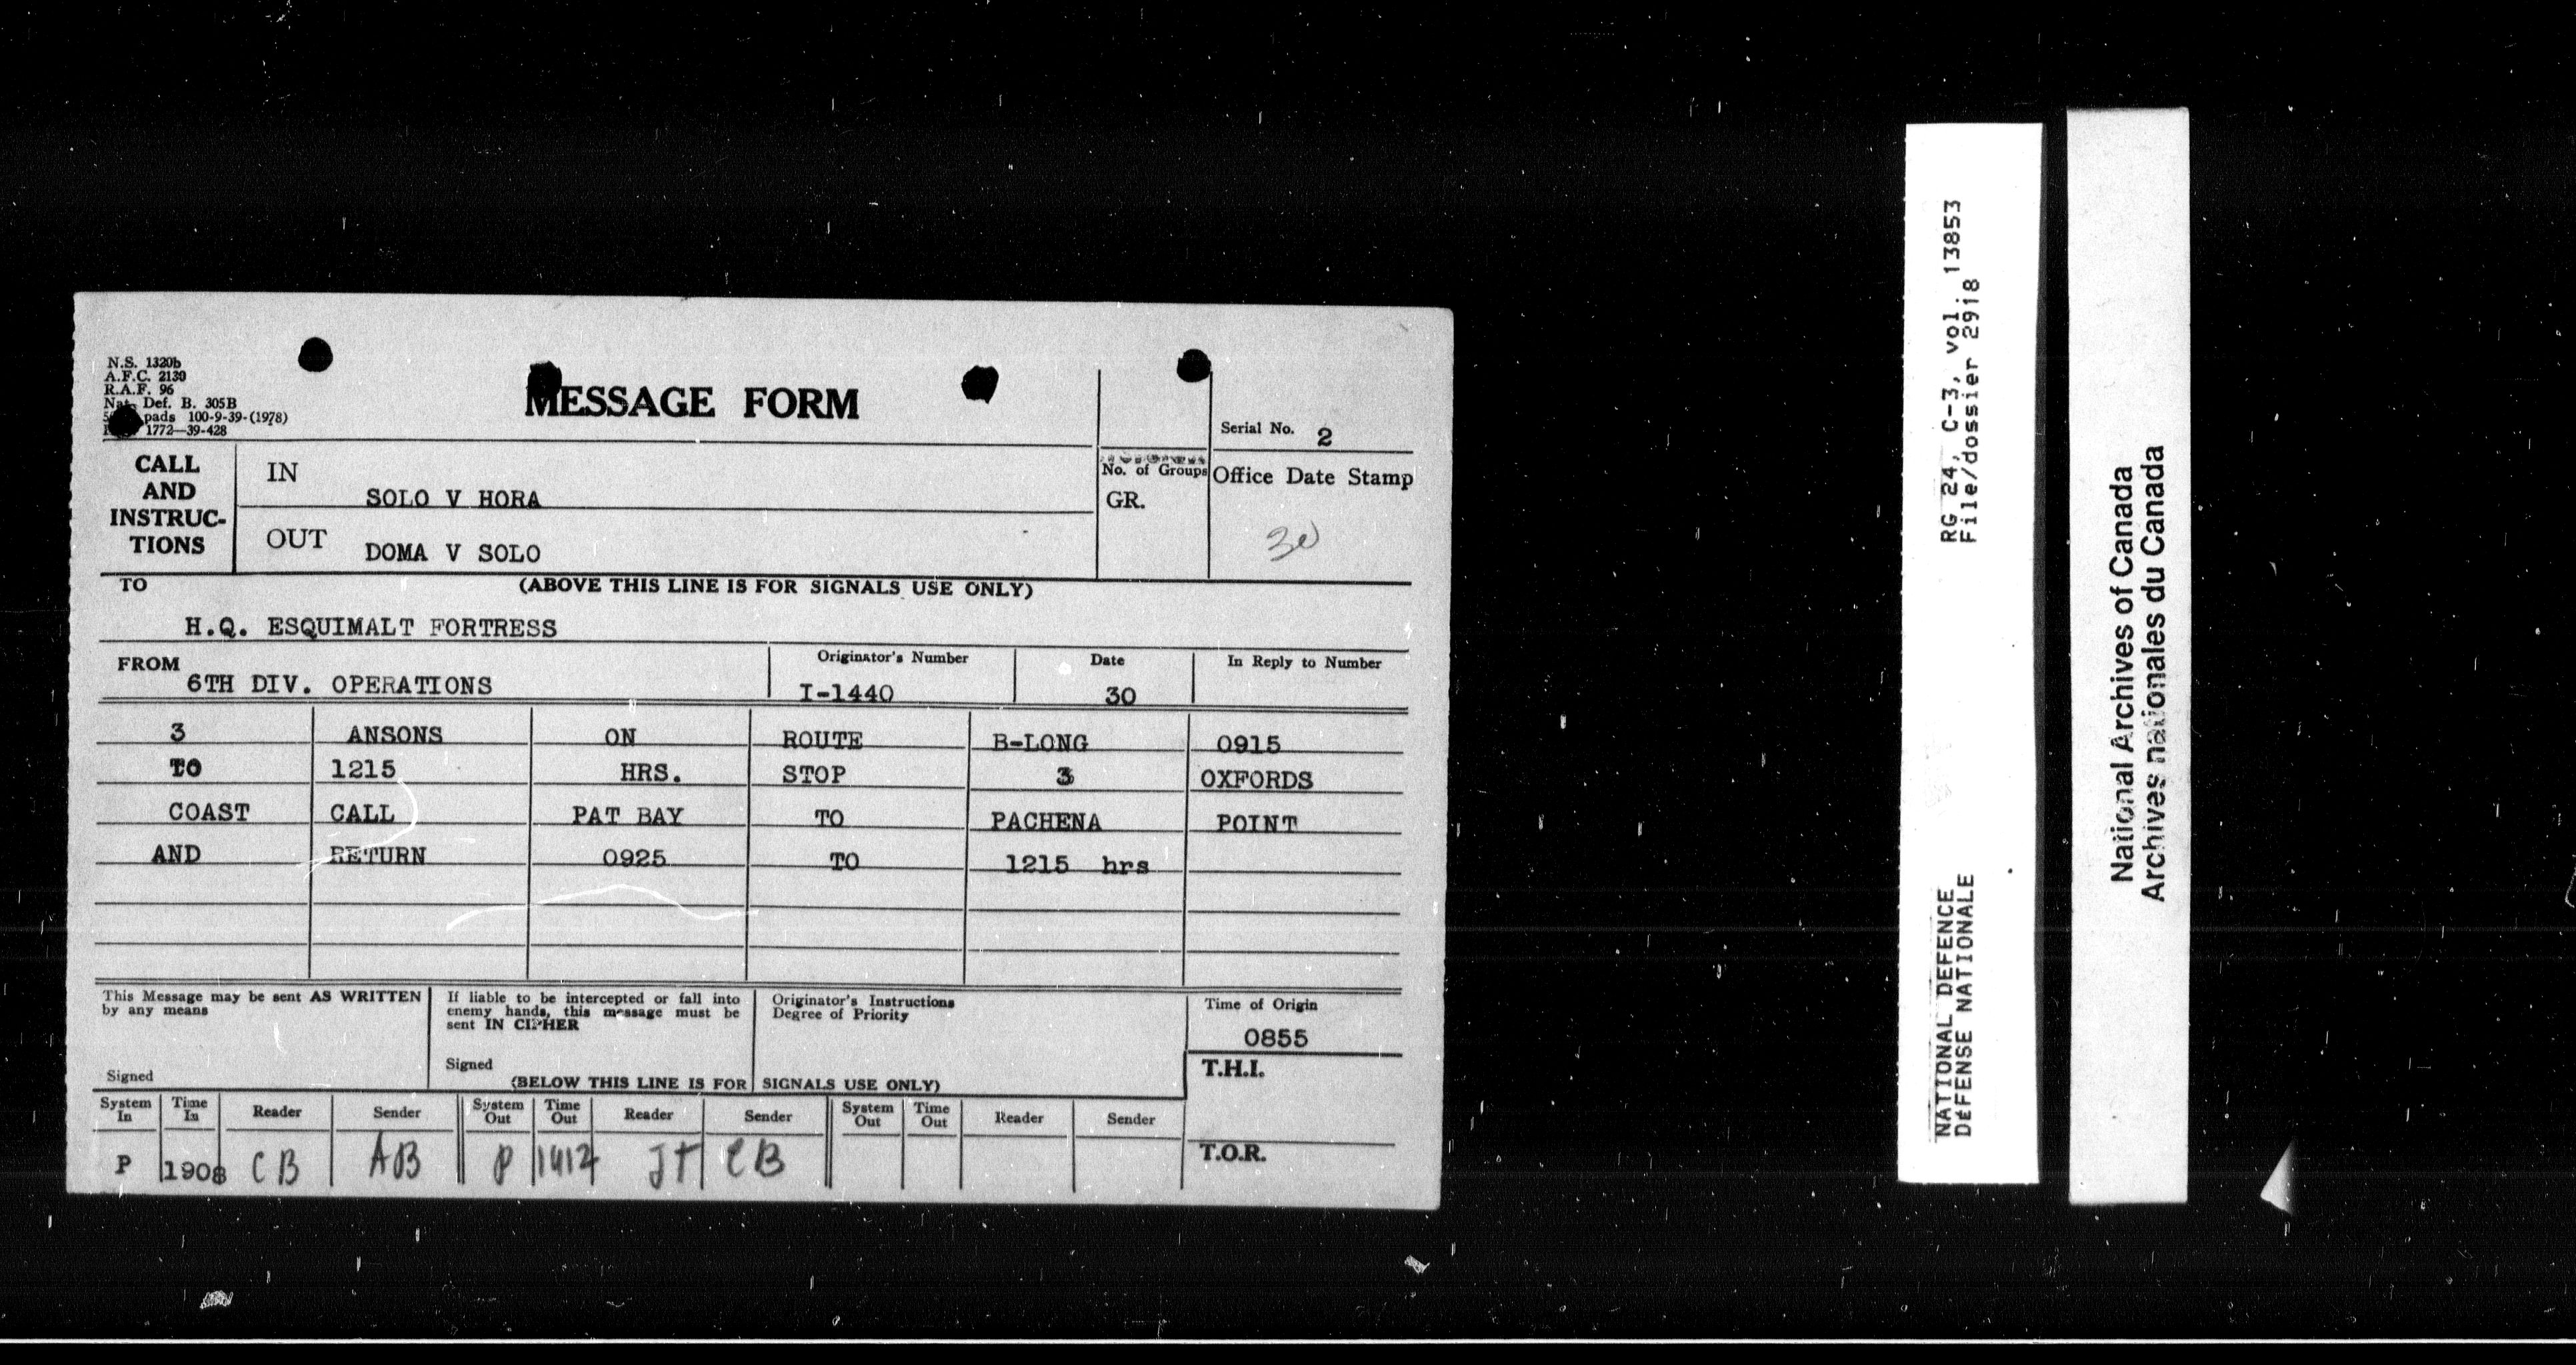 N.S. 1320b
A.F.C. 2130
R.A.F. 96
Nat. Def. B. 305B
pads 100-9-39-(1978)
1772—39-428
MESSAGE FORM
Serial No. 2
CALL AND INSTRUC-TIONS
IN SOLO V HORA
OUT DOMA V SOLO
No. of Groups
GR.
Office Date Stamp
30
TO (ABOVE THIS LINE IS FOR SIGNALS USE ONLY)
H.Q. ESQUIMALT FORTRESS
FROM 6TH DIV. OPERATIONS
Originator's Number I-1440
Date 30
In Reply to Number
3 ANSONS ON ROUTE B-LONG 0915
TO 1215 HRS. STOP 3 OXFORDS
COAST CALL PAT BAY TO PACHENA POINT
AND RETURN 0925 TO 1215 hrs
This Message may be sent AS WRITTEN
by any means
Signed
If liable to be intercepted or fall into
enemy hands, this message must be
sent IN CIPHER
Signed
Originator's Instructions
Degree of Priority
Time of Origin
0855
(BELOW THIS LINE IS FOR SIGNALS USE ONLY)
T.H.I.
T.O.R.
System In Time In Reader Sender System Out Time Out Reader Sender System Out Time Out Reader Sender
P 1908 CB AB P 1412 JT CB
RG 24, C-3, vol. 13853
File/dossier 2918
NATIONAL DEFENCE
DÉFENSE NATIONALE
National Archives of Canada
Archives nationales du Canada